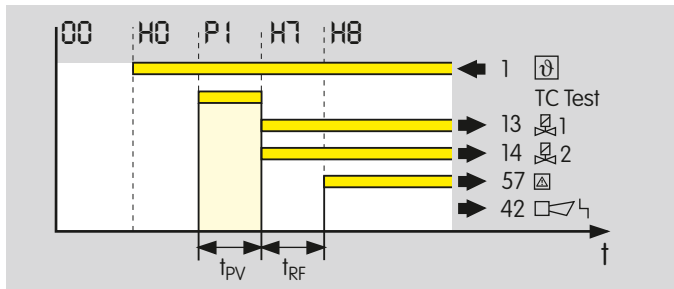 00 H0 P1 H7 H8
1 ϑ
TC Test
13 1
14 2
57
42
t
tPV tRF